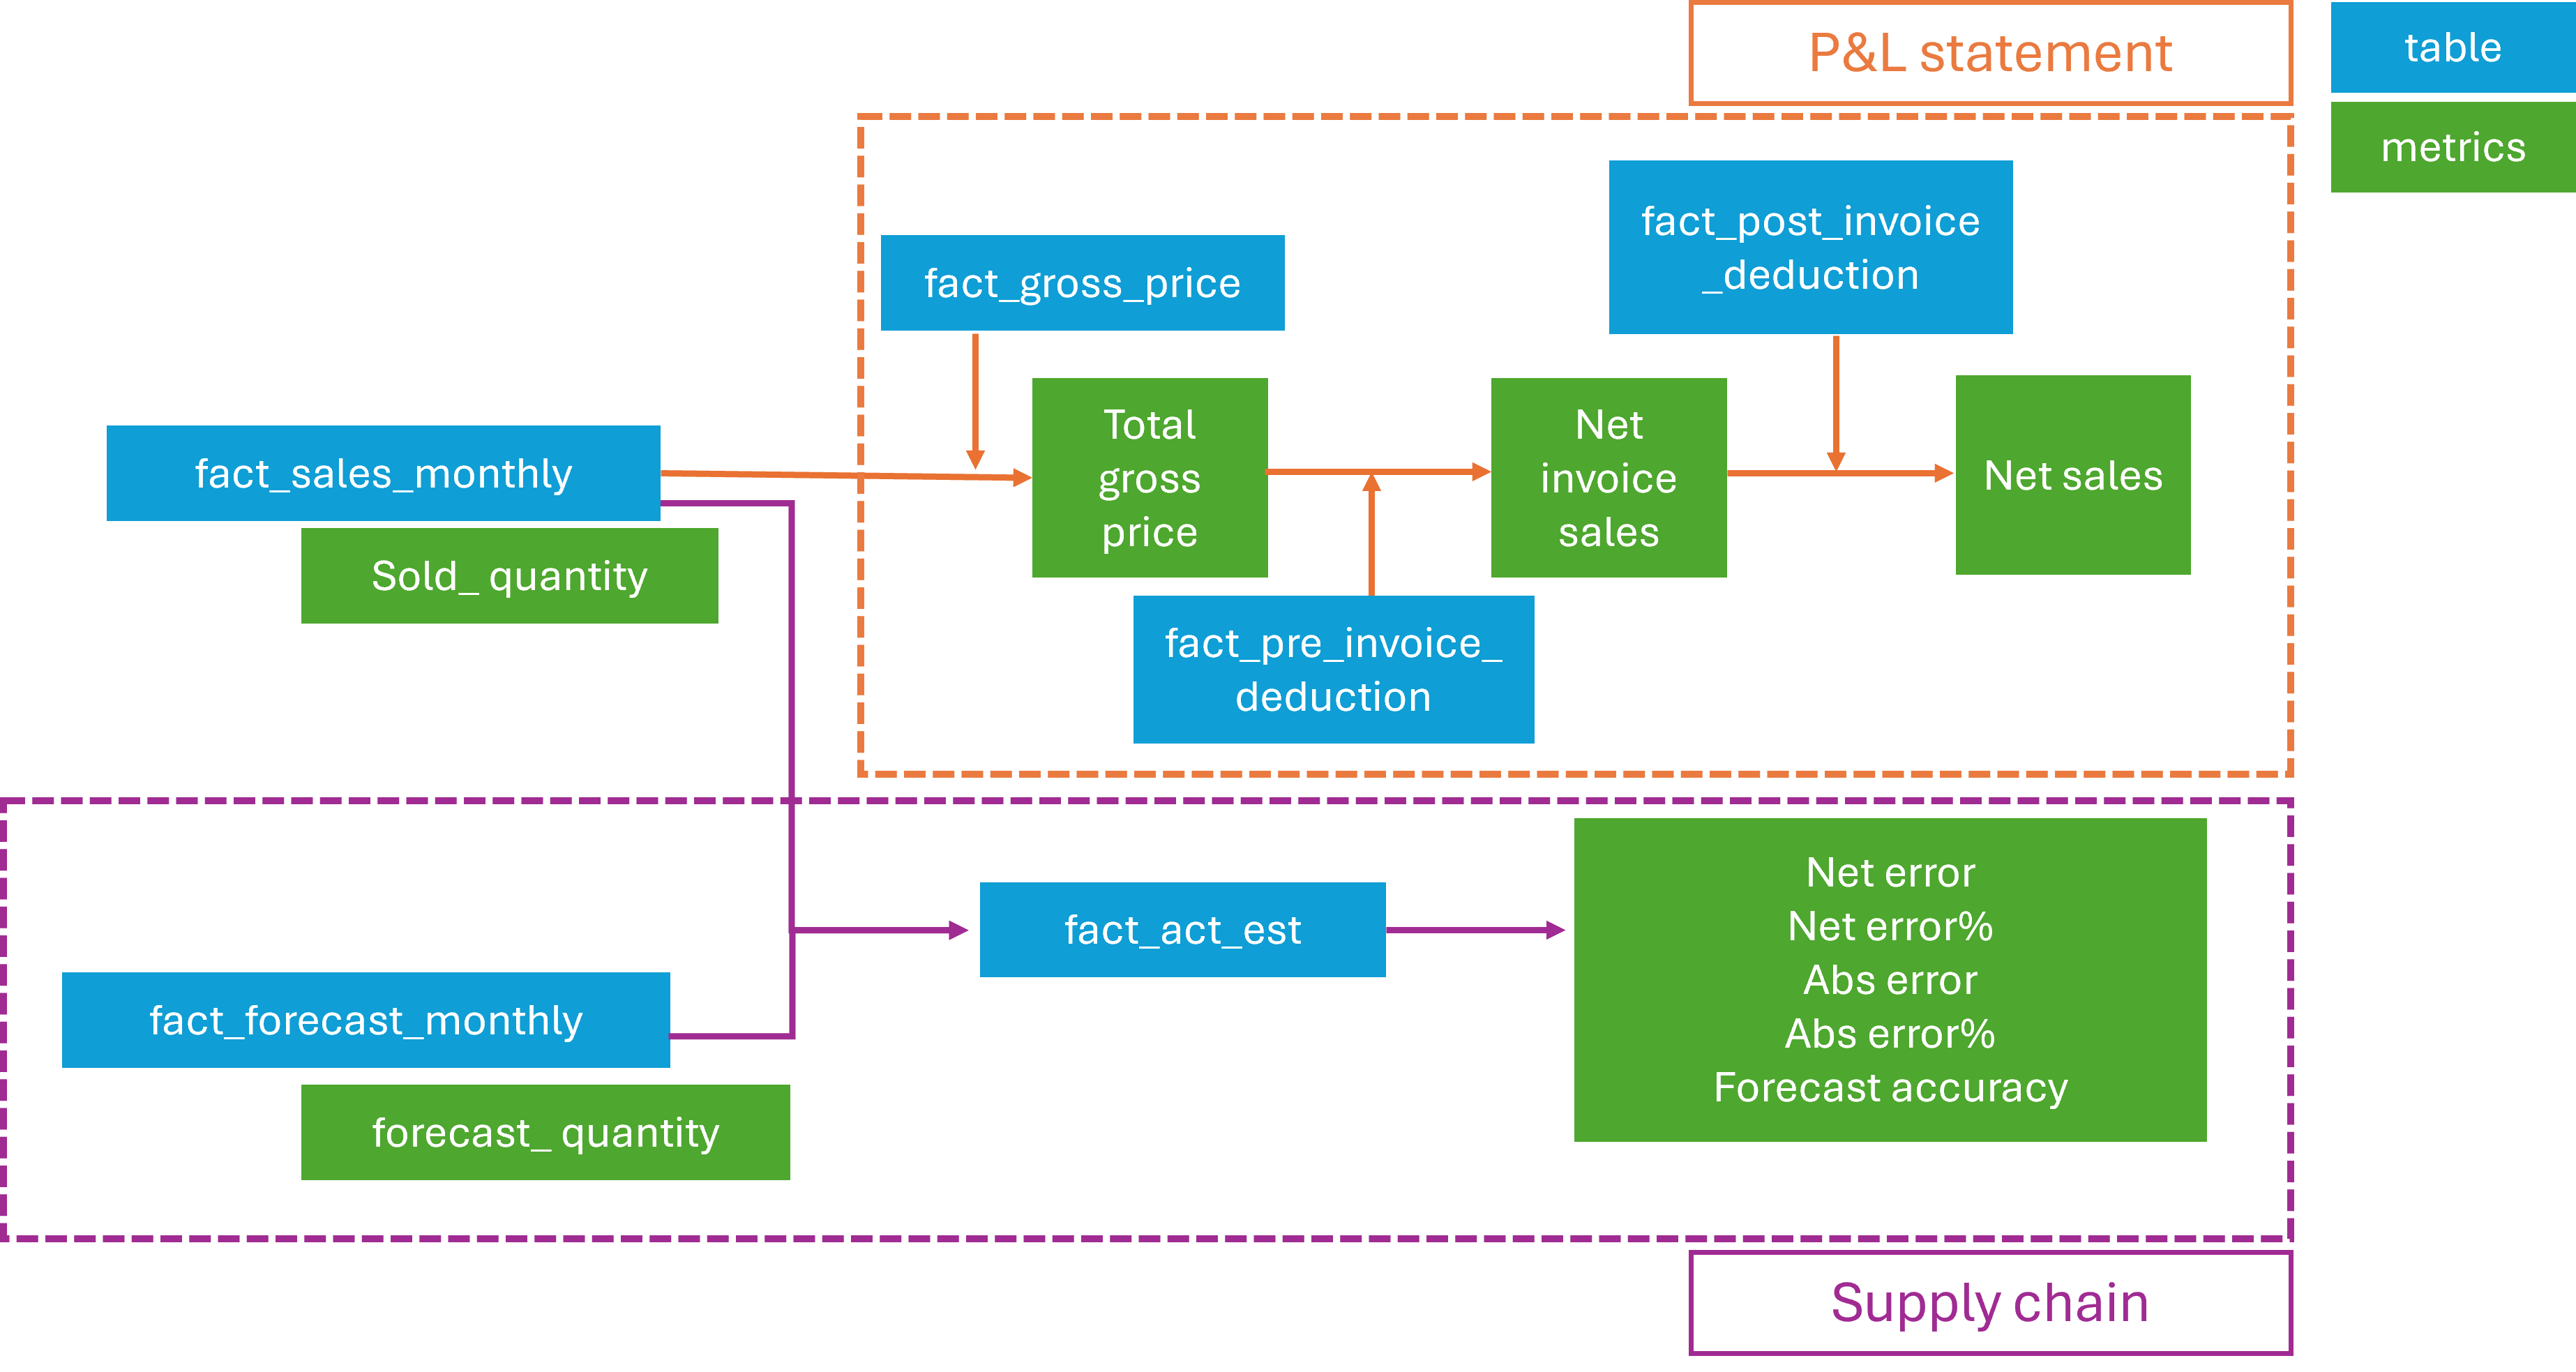 P&L statement
table
metrics
fact_post_invoice
_deduction
fact_gross_price
Total
gross
price
Net
invoice
sales
Net sales
fact_sales_monthly
Sold_ quantity
fact_pre_invoice_
deduction
Net error
Net error%
Abs error
Abs error%
Forecast accuracy
fact_act_est
fact_forecast_monthly
forecast_ quantity
Supply chain